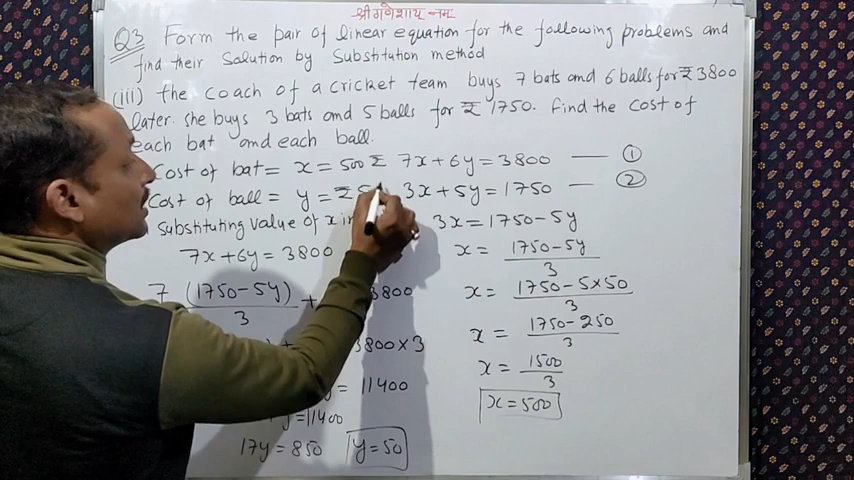 श्री गणेशाय नमः
Q3 Form the pair of linear equation for the following problems and
find their Solution by Substitution method
(iii) the coach of a cricket team buys 7 bats and 6 balls for ₹3800
later. she buys 3 bats and 5 balls for ₹ 1750. find the cost of
each bat and each ball.
Cost of bat = x = 500 ₹
Cost of ball = y = ₹ 5
Substituting value of x in
7x + 6y = 3800
7 (1750 - 5y) / 3 + 3800
3800 × 3
= 11400
y = 11400
17y = 850
y = 50
7x + 6y = 3800 — ①
3x + 5y = 1750 — ②
3x = 1750 - 5y
x = (1750 - 5y) / 3
x = (1750 - 5×50) / 3
x = (1750 - 250) / 3
x = 1500 / 3
x = 500